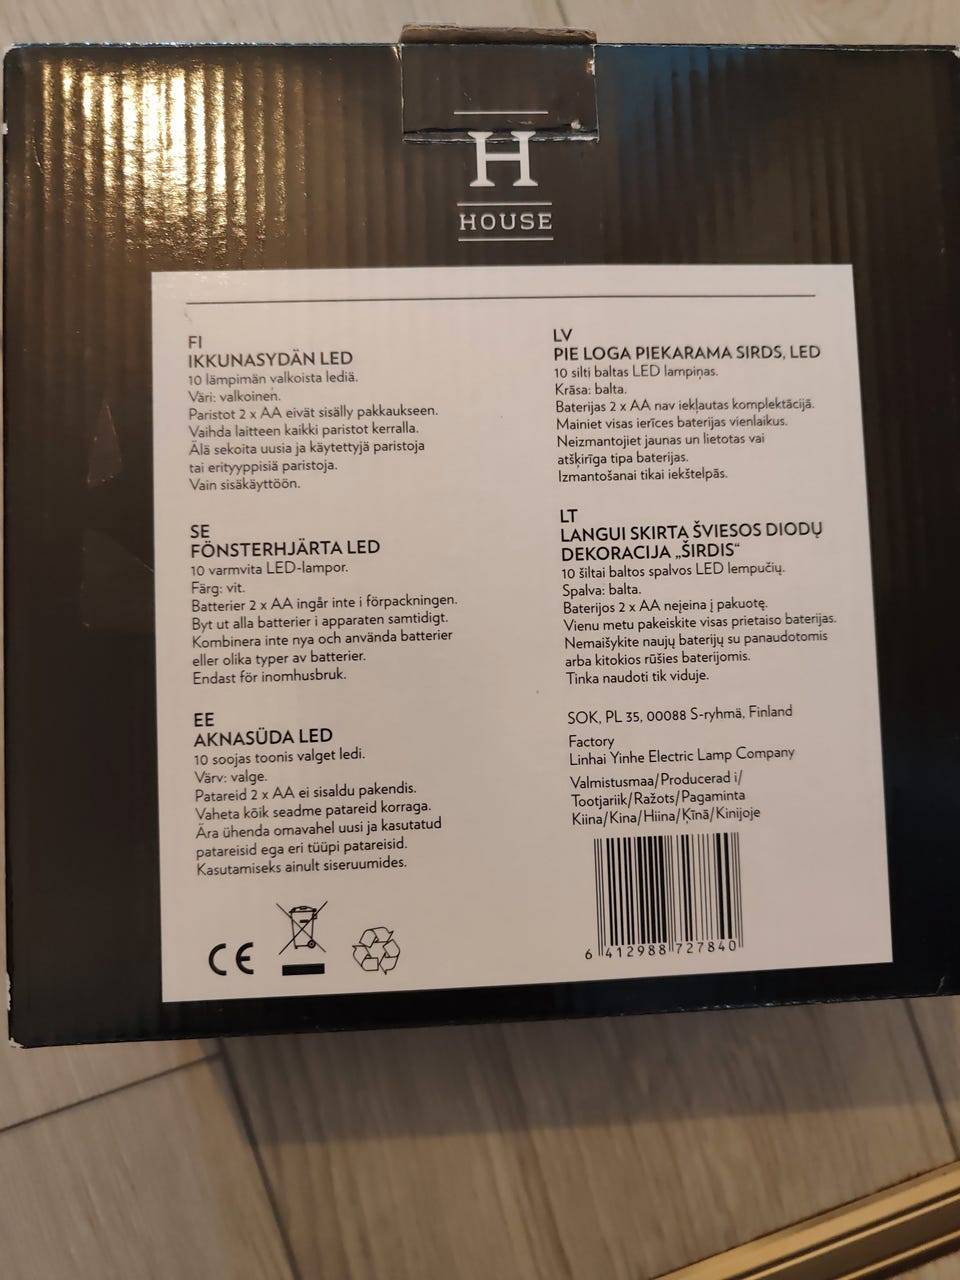 H
HOUSE
FI
IKKUNASYDÄN LED
10 lämpimän valkoista lediä.
Väri: valkoinen.
Paristot 2 x AA eivät sisälly pakkaukseen.
Vaihda laitteen kaikki paristot kerralla.
Älä sekoita uusia ja käytettyjä paristoja
tai erityyppisiä paristoja.
Vain sisäkäyttöön.
SE
FÖNSTERHJÄRTA LED
10 varmvita LED-lampor.
Färg: vit.
Batterier 2 x AA ingår inte i förpackningen.
Byt ut alla batterier i apparaten samtidigt.
Kombinera inte nya och använda batterier
eller olika typer av batterier.
Endast för inomhusbruk.
EE
AKNASÜDA LED
10 soojas toonis valget ledi.
Värv: valge.
Patareid 2 x AA ei sisaldu pakendis.
Vaheta kõik seadme patareid korraga.
Ära ühenda omavahel uusi ja kasutatud
patareisid ega eri tüüpi patareisid.
Kasutamiseks ainult siseruumides.
CE
LV
PIE LOGA PIEKARAMA SIRDS, LED
10 silti baltas LED lampiņas.
Krāsa: balta.
Baterijas 2 x AA nav iekļautas komplektācijā.
Mainiet visas ierīces baterijas vienlaikus.
Neizmantojiet jaunas un lietotas vai
atšķirīga tipa baterijas.
Izmantošanai tikai iekštelpās.
LT
LANGUI SKIRTA ŠVIESOS DIODŲ
DEKORACIJA „ŠIRDIS“
10 šiltai baltos spalvos LED lempučių.
Spalva: balta.
Baterijos 2 x AA neįeina į pakuotę.
Vienu metu pakeiskite visas prietaiso baterijas.
Nemaišykite naujų baterijų su panaudotomis
arba kitokios rūšies baterijomis.
Tinka naudoti tik viduje.
SOK, PL 35, 00088 S-ryhmä, Finland
Factory
Linhai Yinhe Electric Lamp Company
Valmistusmaa/Producerad i/
Tootjariik/Ražots/Pagaminta
Kiina/Kina/Hiina/Ķīnā/Kinijoje
6 412988 727840